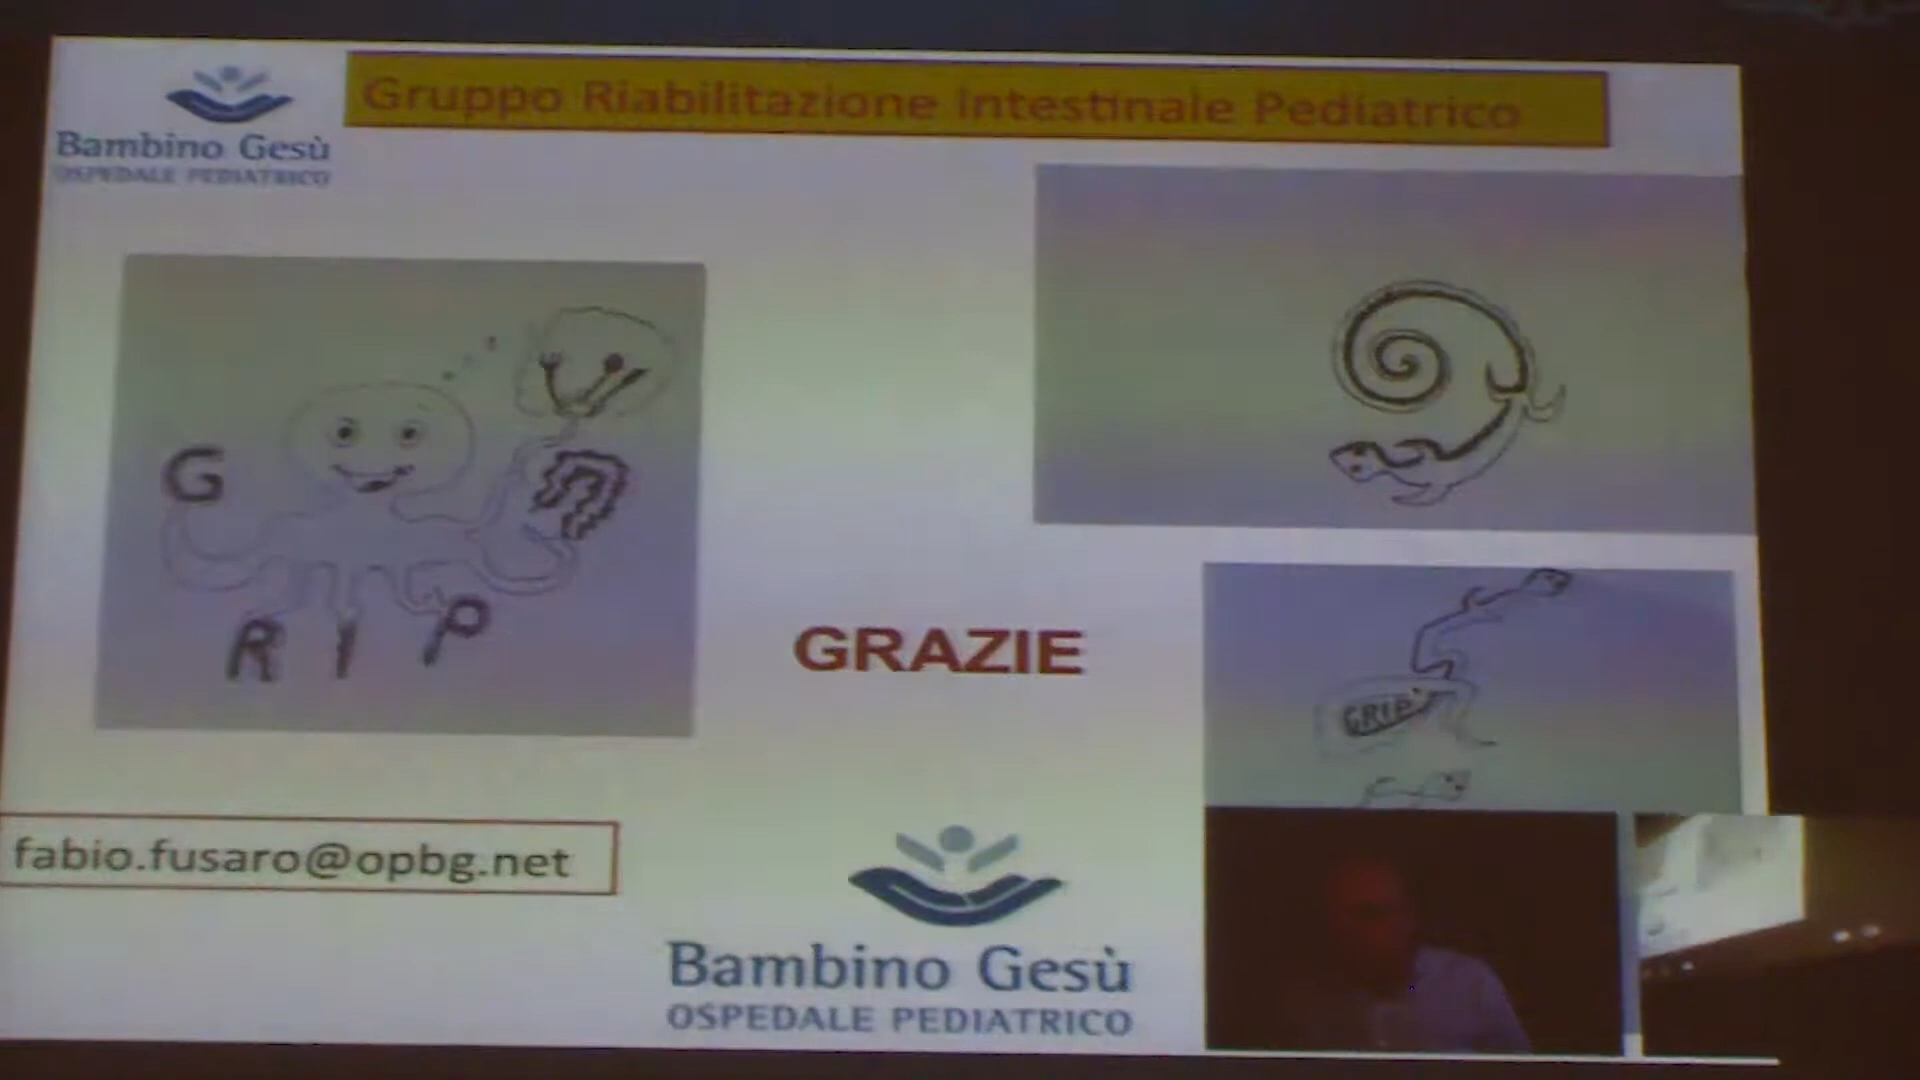 Gruppo Riabilitazione Intestinale Pediatrico
Bambino Gesù
OSPEDALE PEDIATRICO
G
R I P
GRIP
GRAZIE
fabio.fusaro@opbg.net
Bambino Gesù
OSPEDALE PEDIATRICO